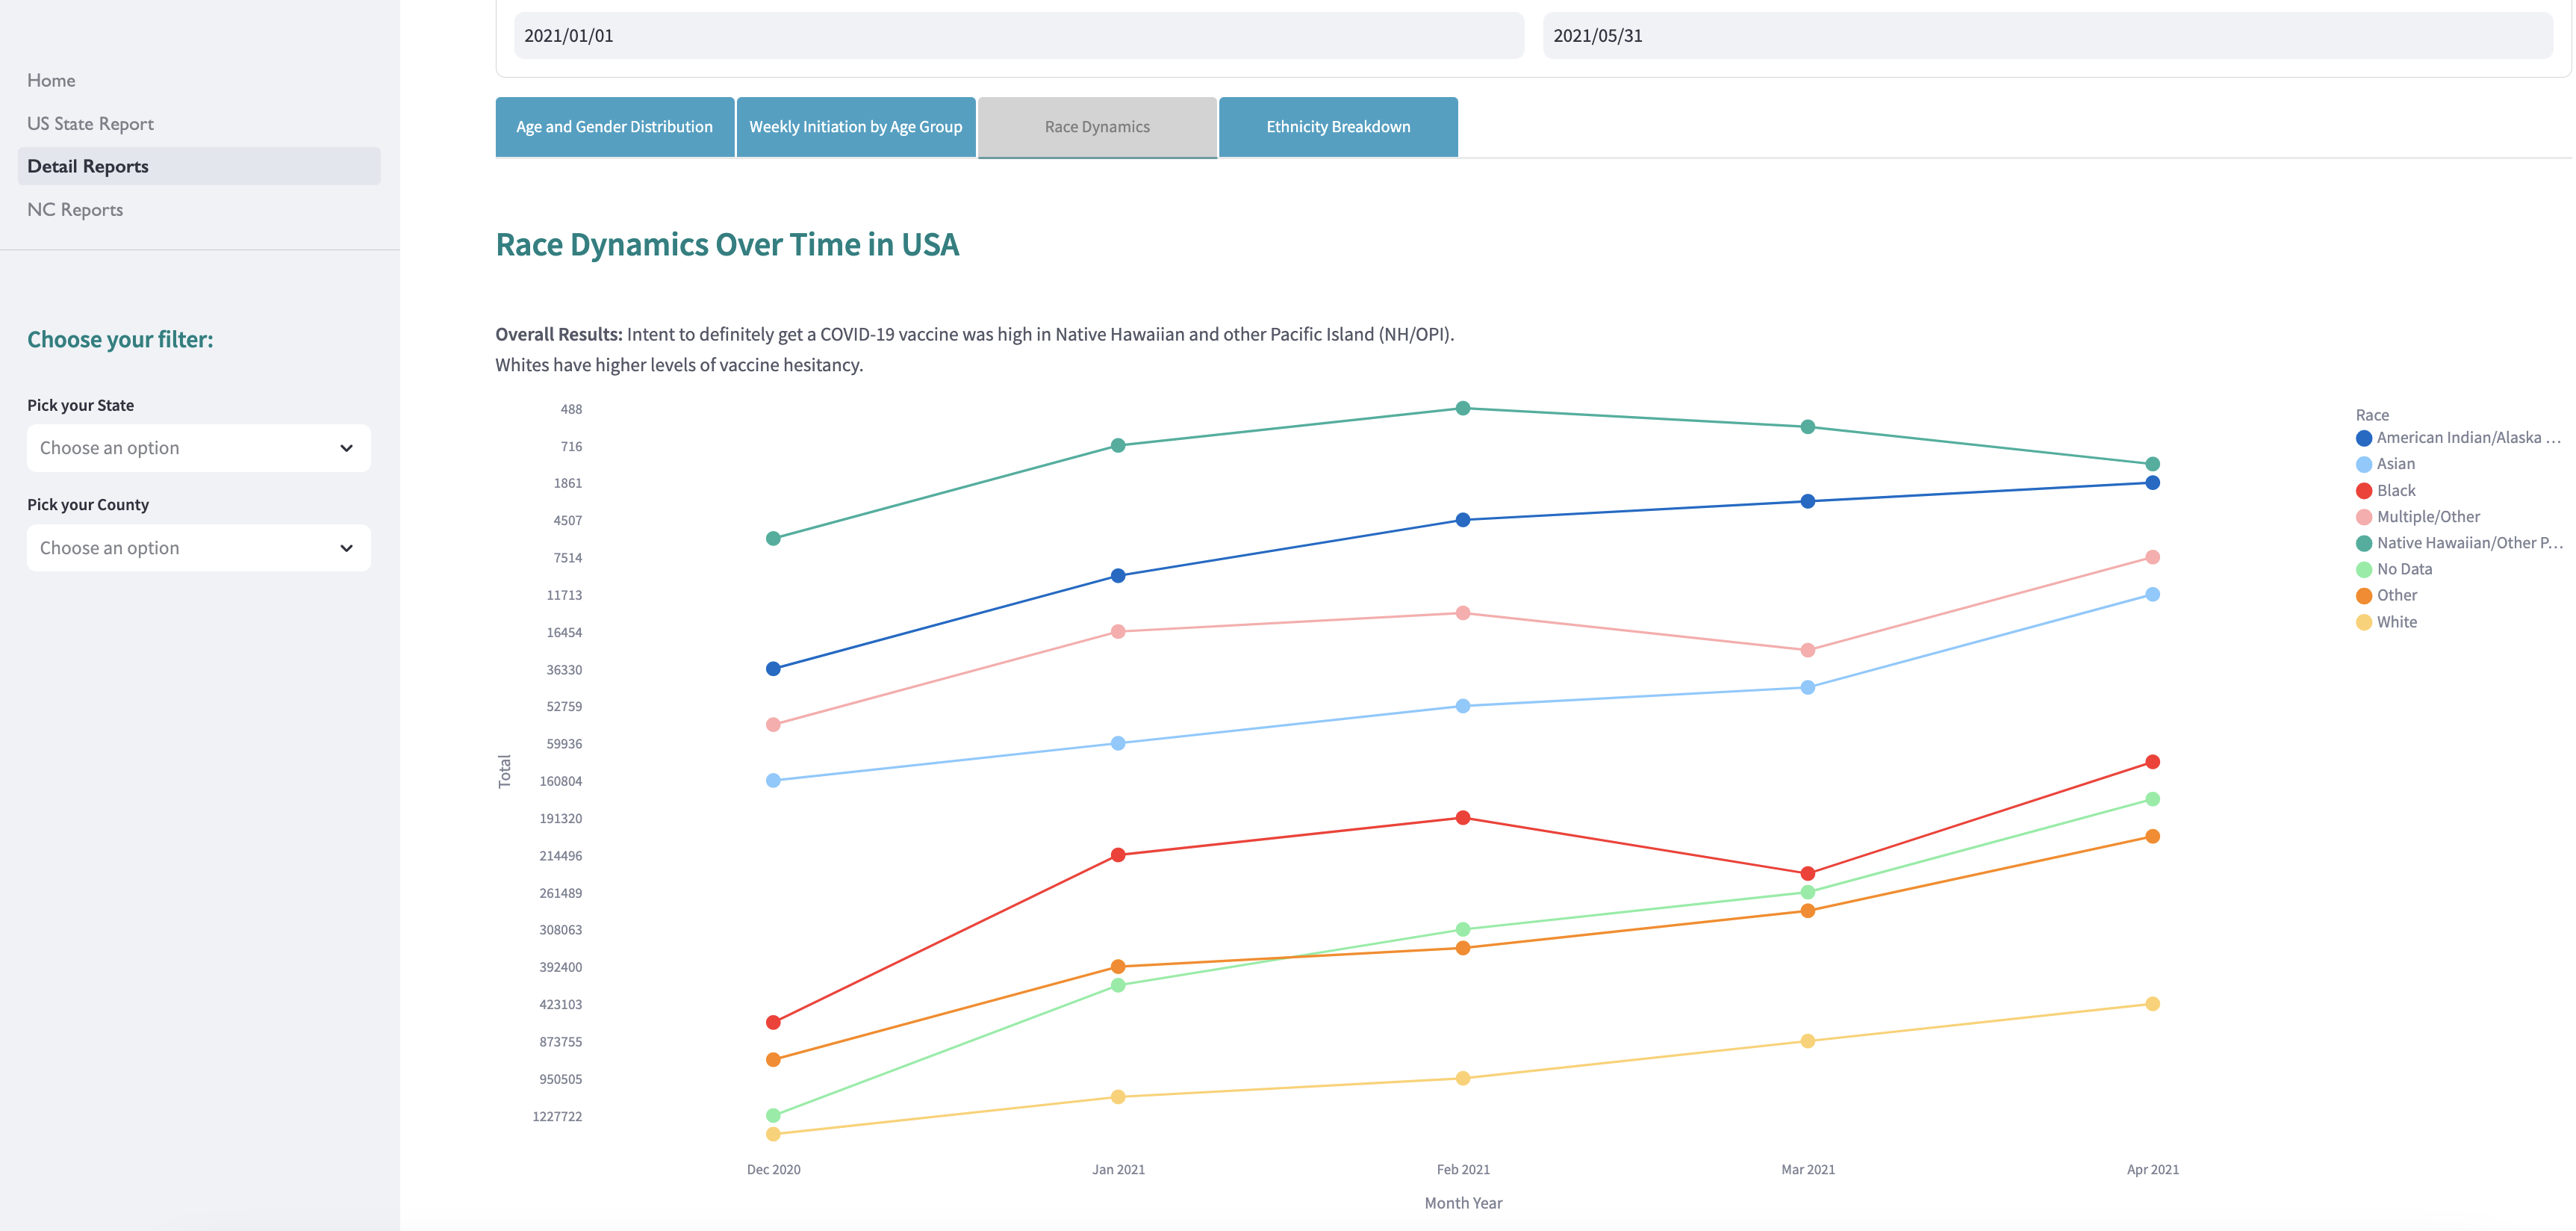 2021/01/01
2021/05/31
Home
US State Report
Detail Reports
NC Reports
Choose your filter:
Pick your State
Choose an option
Pick your County
Choose an option
Age and Gender Distribution
Weekly Initiation by Age Group
Race Dynamics
Ethnicity Breakdown
Race Dynamics Over Time in USA
Overall Results: Intent to definitely get a COVID-19 vaccine was high in Native Hawaiian and other Pacific Island (NH/OPI).
Whites have higher levels of vaccine hesitancy.
Total
488
716
1861
4507
7514
11713
16454
36330
52759
59936
160804
191320
214496
261489
308063
392400
423103
873755
950505
1227722
Dec 2020
Jan 2021
Feb 2021
Mar 2021
Apr 2021
Month Year
Race
American Indian/Alaska …
Asian
Black
Multiple/Other
Native Hawaiian/Other P…
No Data
Other
White